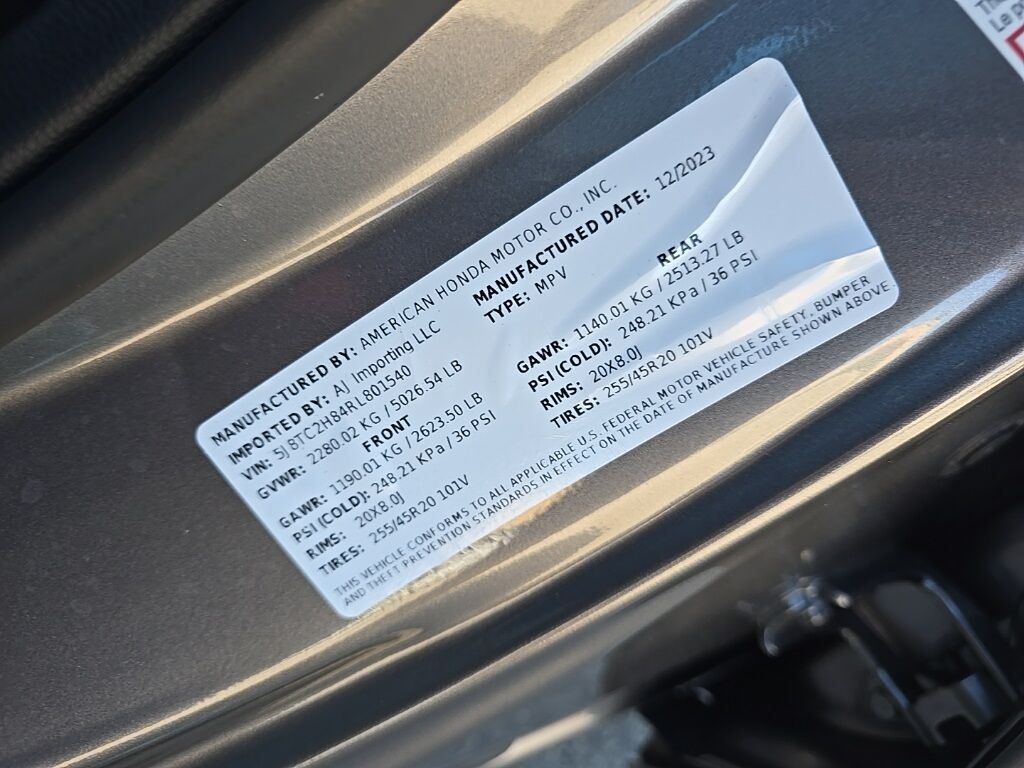 MANUFACTURED BY: AMERICAN HONDA MOTOR CO., INC.
IMPORTED BY: AJ Importing LLC
MANUFACTURED DATE: 12/2023
VIN: 5J8TC2H84RL801540
TYPE: MPV
GVWR: 2280.02 KG / 5026.54 LB
FRONT
REAR
GAWR: 1190.01 KG / 2623.50 LB
GAWR: 1140.01 KG / 2513.27 LB
PSI (COLD): 248.21 KPa / 36 PSI
PSI (COLD): 248.21 KPa / 36 PSI
RIMS: 20X8.0J
RIMS: 20X8.0J
TIRES: 255/45R20 101V
TIRES: 255/45R20 101V
THIS VEHICLE CONFORMS TO ALL APPLICABLE U.S. FEDERAL MOTOR VEHICLE SAFETY, BUMPER
AND THEFT PREVENTION STANDARDS IN EFFECT ON THE DATE OF MANUFACTURE SHOWN ABOVE.
Le